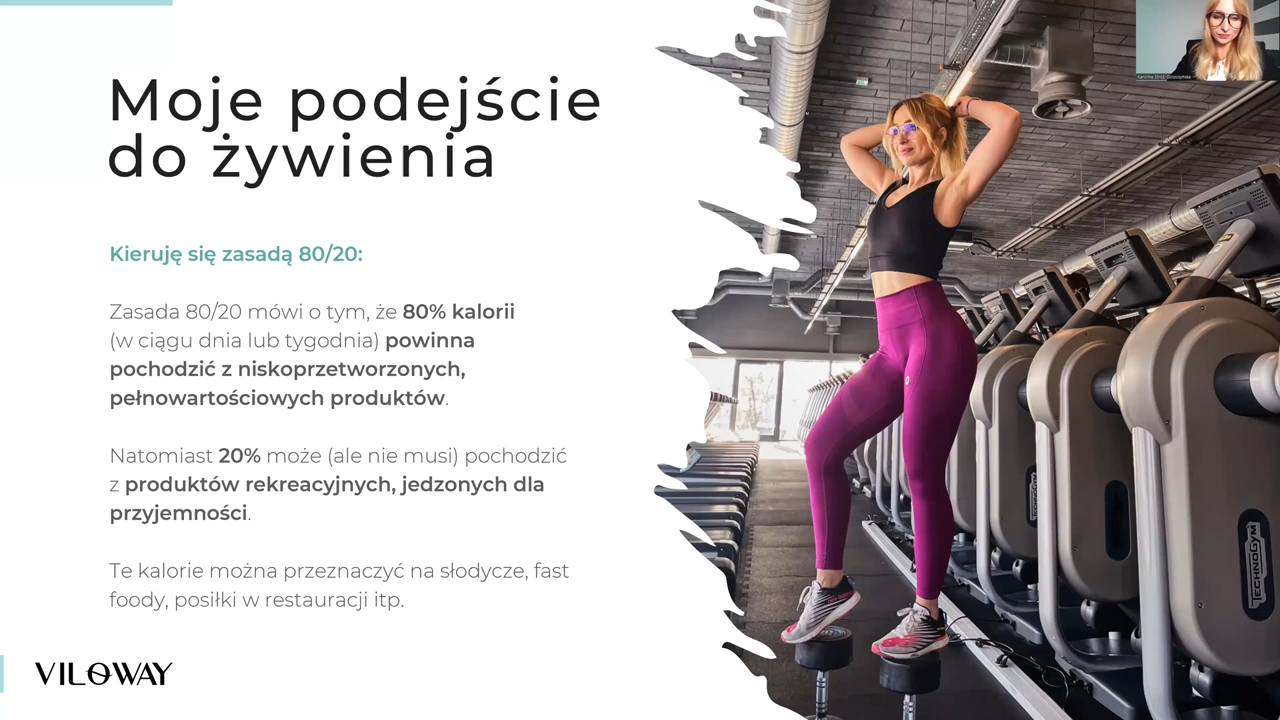 Moje podejście
do żywienia
Kieruję się zasadą 80/20:
Zasada 80/20 mówi o tym, że 80% kalorii
(w ciągu dnia lub tygodnia) powinna
pochodzić z niskoprzetworzonych,
pełnowartościowych produktów.
Natomiast 20% może (ale nie musi) pochodzić
z produktów rekreacyjnych, jedzonych dla
przyjemności.
Te kalorie można przeznaczyć na słodycze, fast
foody, posiłki w restauracji itp.
VILOWAY
TECHNOGYM
TECHNOGYM